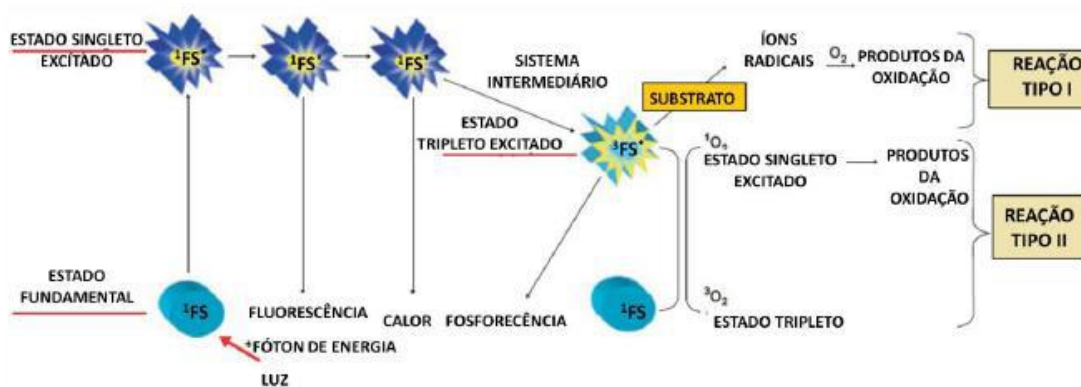 ESTADO SINGLETO
EXCITADO
¹FS*
¹FS*
¹FS*
SISTEMA
INTERMEDIÁRIO
ÍONS
RADICAIS
O₂
PRODUTOS DA
OXIDAÇÃO
REAÇÃO
TIPO I
SUBSTRATO
ESTADO
TRIPLETO EXCITADO
³FS*
ESTADO SINGLETO
EXCITADO
PRODUTOS
DA
OXIDAÇÃO
REAÇÃO
TIPO II
ESTADO
FUNDAMENTAL
¹FS
FLUORESCÊNCIA
CALOR
FOSFORECÊNCIA
¹FS
³O₂
ESTADO TRIPLETO
*FÓTON DE ENERGIA
LUZ